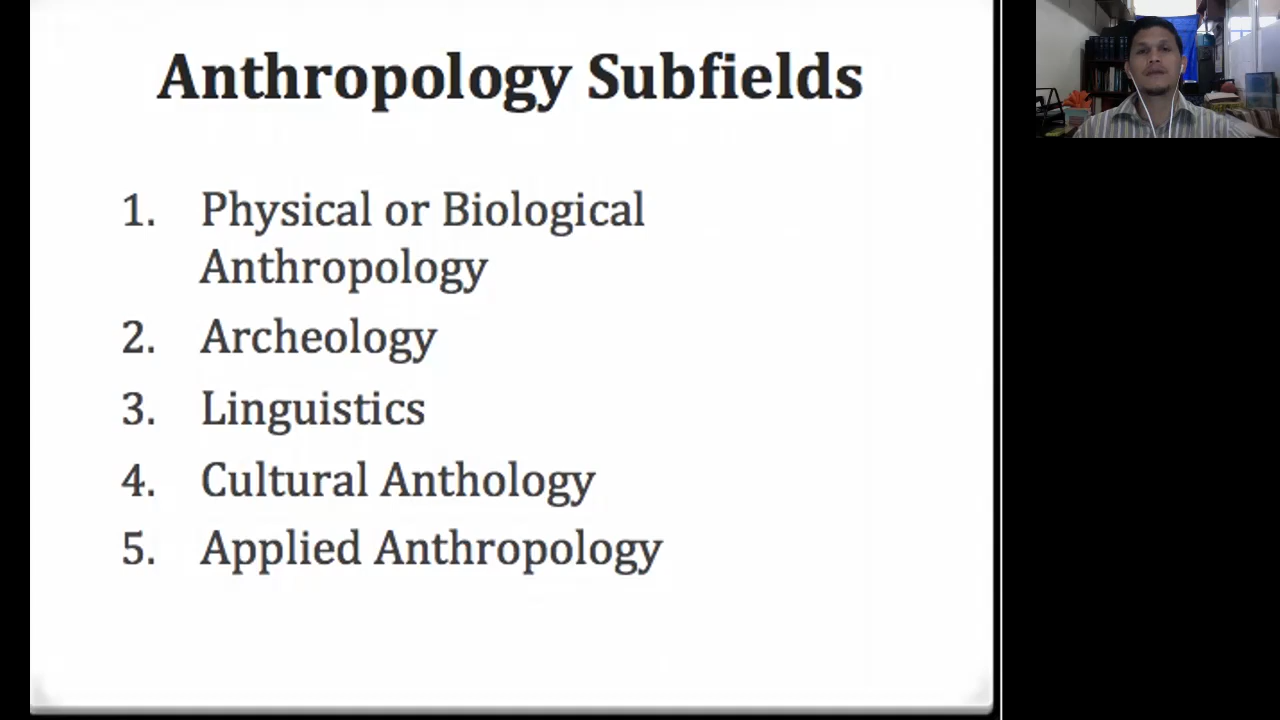 Anthropology Subfields
1. Physical or Biological
Anthropology
2. Archeology
3. Linguistics
4. Cultural Anthology
5. Applied Anthropology